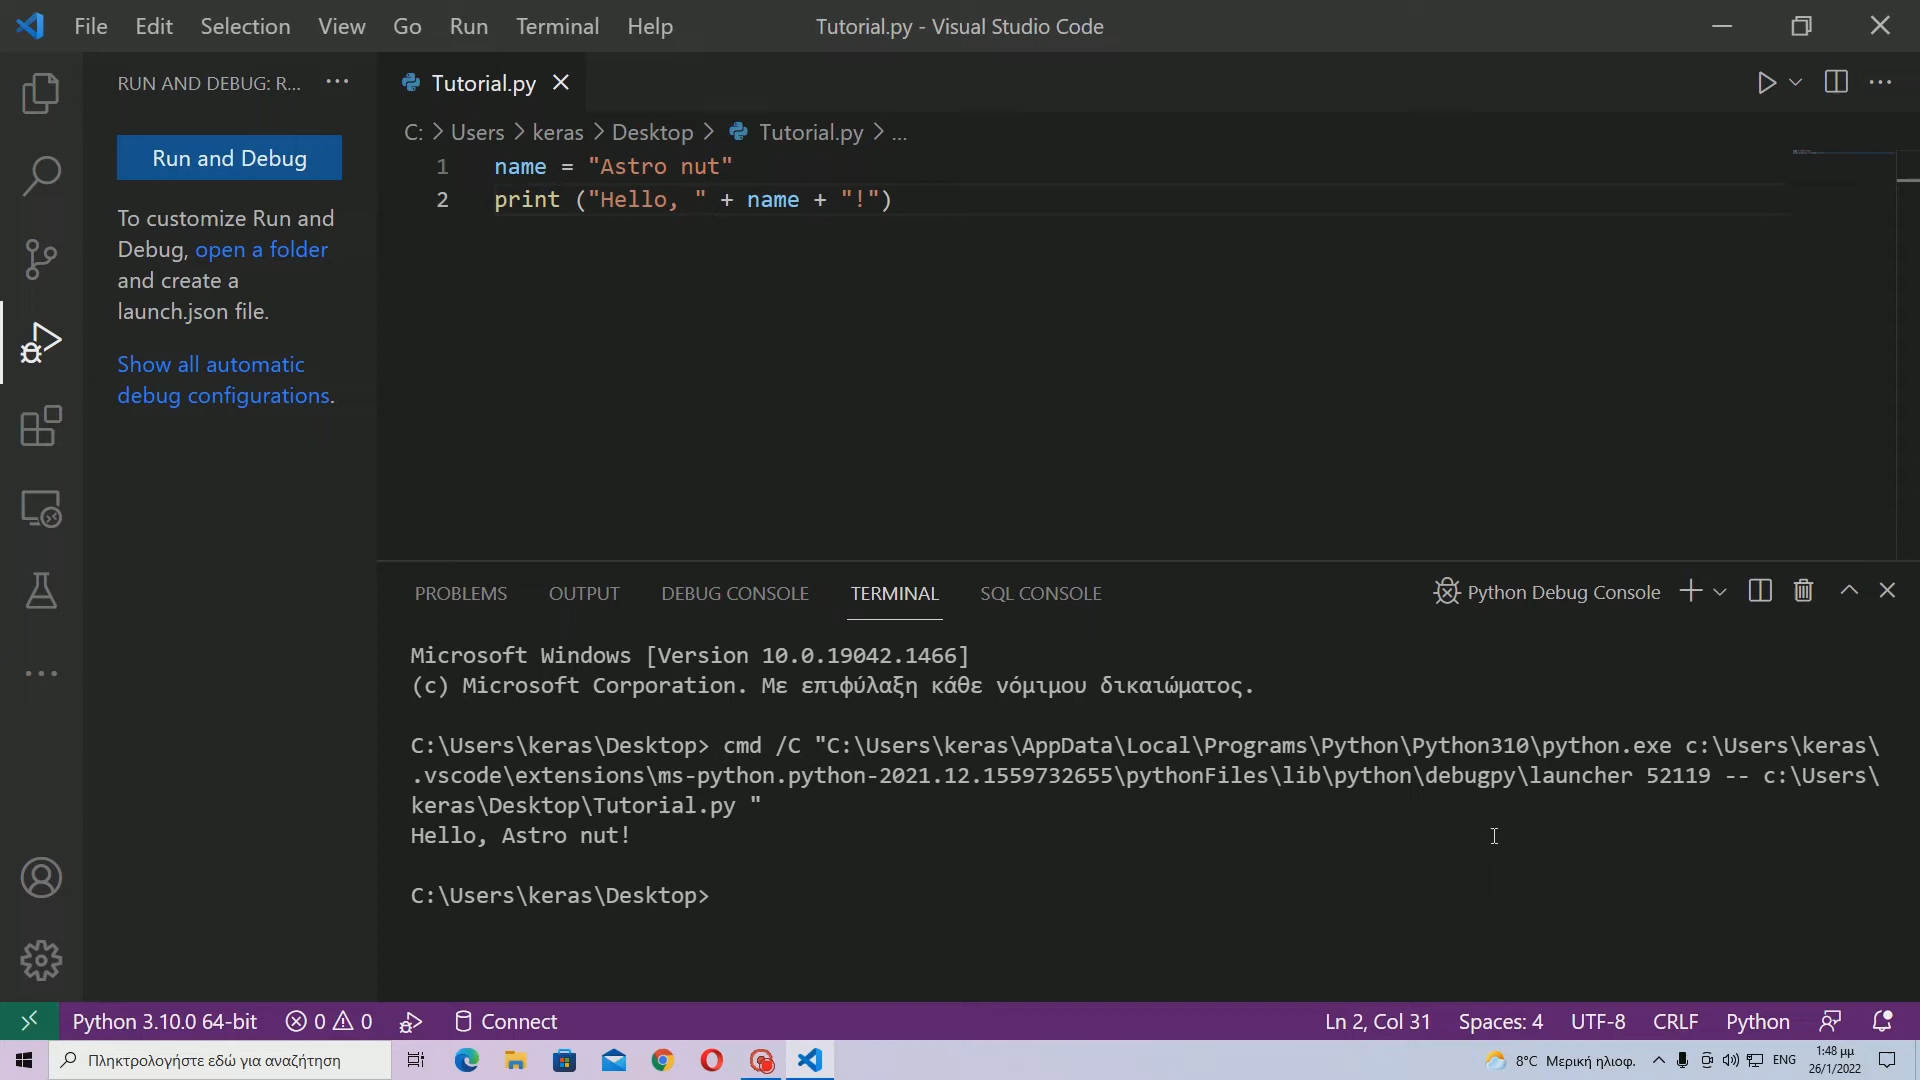 File Edit Selection View Go Run Terminal Help
Tutorial.py - Visual Studio Code
RUN AND DEBUG: R...
Run and Debug
To customize Run and
Debug, open a folder
and create a
launch.json file.
Show all automatic
debug configurations.
Tutorial.py
C: > Users > keras > Desktop > Tutorial.py > ...
1 name = "Astro nut"
2 print ("Hello, " + name + "!")
PROBLEMS OUTPUT DEBUG CONSOLE TERMINAL SQL CONSOLE
Python Debug Console
Microsoft Windows [Version 10.0.19042.1466]
(c) Microsoft Corporation. Με επιφύλαξη κάθε νόμιμου δικαιώματος.
C:\Users\keras\Desktop> cmd /C "C:\Users\keras\AppData\Local\Programs\Python\Python310\python.exe c:\Users\keras\
.vscode\extensions\ms-python.python-2021.12.1559732655\pythonFiles\lib\python\debugpy\launcher 52119 -- c:\Users\
keras\Desktop\Tutorial.py "
Hello, Astro nut!
C:\Users\keras\Desktop>
Python 3.10.0 64-bit 0 0 Connect
Ln 2, Col 31 Spaces: 4 UTF-8 CRLF Python
Πληκτρολογήστε εδώ για αναζήτηση
8°C Μερική ηλιοφ. ENG
1:48 μμ
26/1/2022